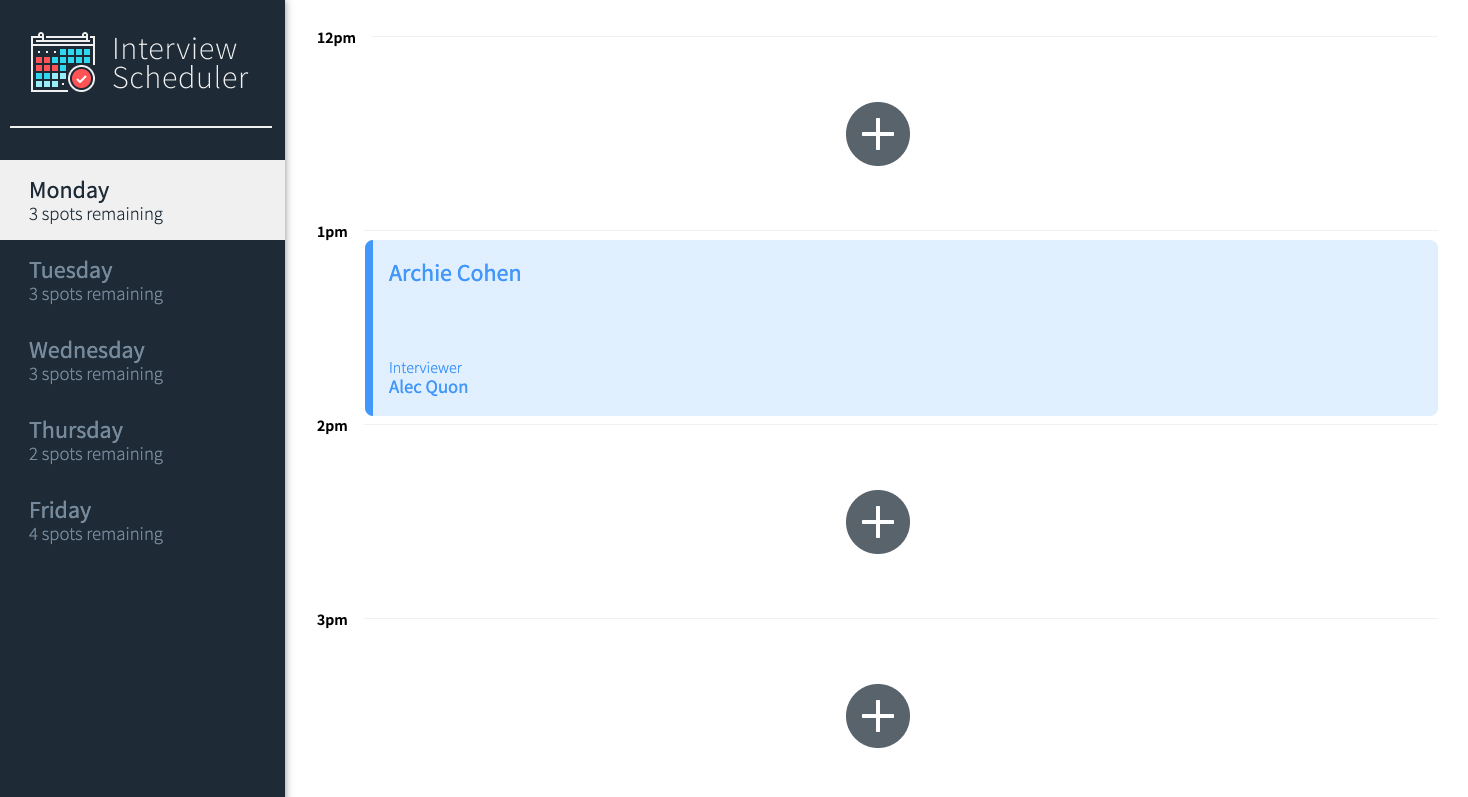 Interview
Scheduler
Monday
3 spots remaining
Tuesday
3 spots remaining
Wednesday
3 spots remaining
Thursday
2 spots remaining
Friday
4 spots remaining
12pm
1pm
Archie Cohen
Interviewer
Alec Quon
2pm
3pm